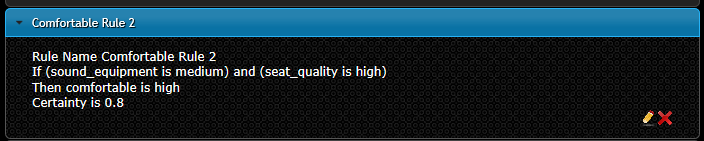 Comfortable Rule 2
Rule Name Comfortable Rule 2
If (sound_equipment is medium) and (seat_quality is high)
Then comfortable is high
Certainty is 0.8